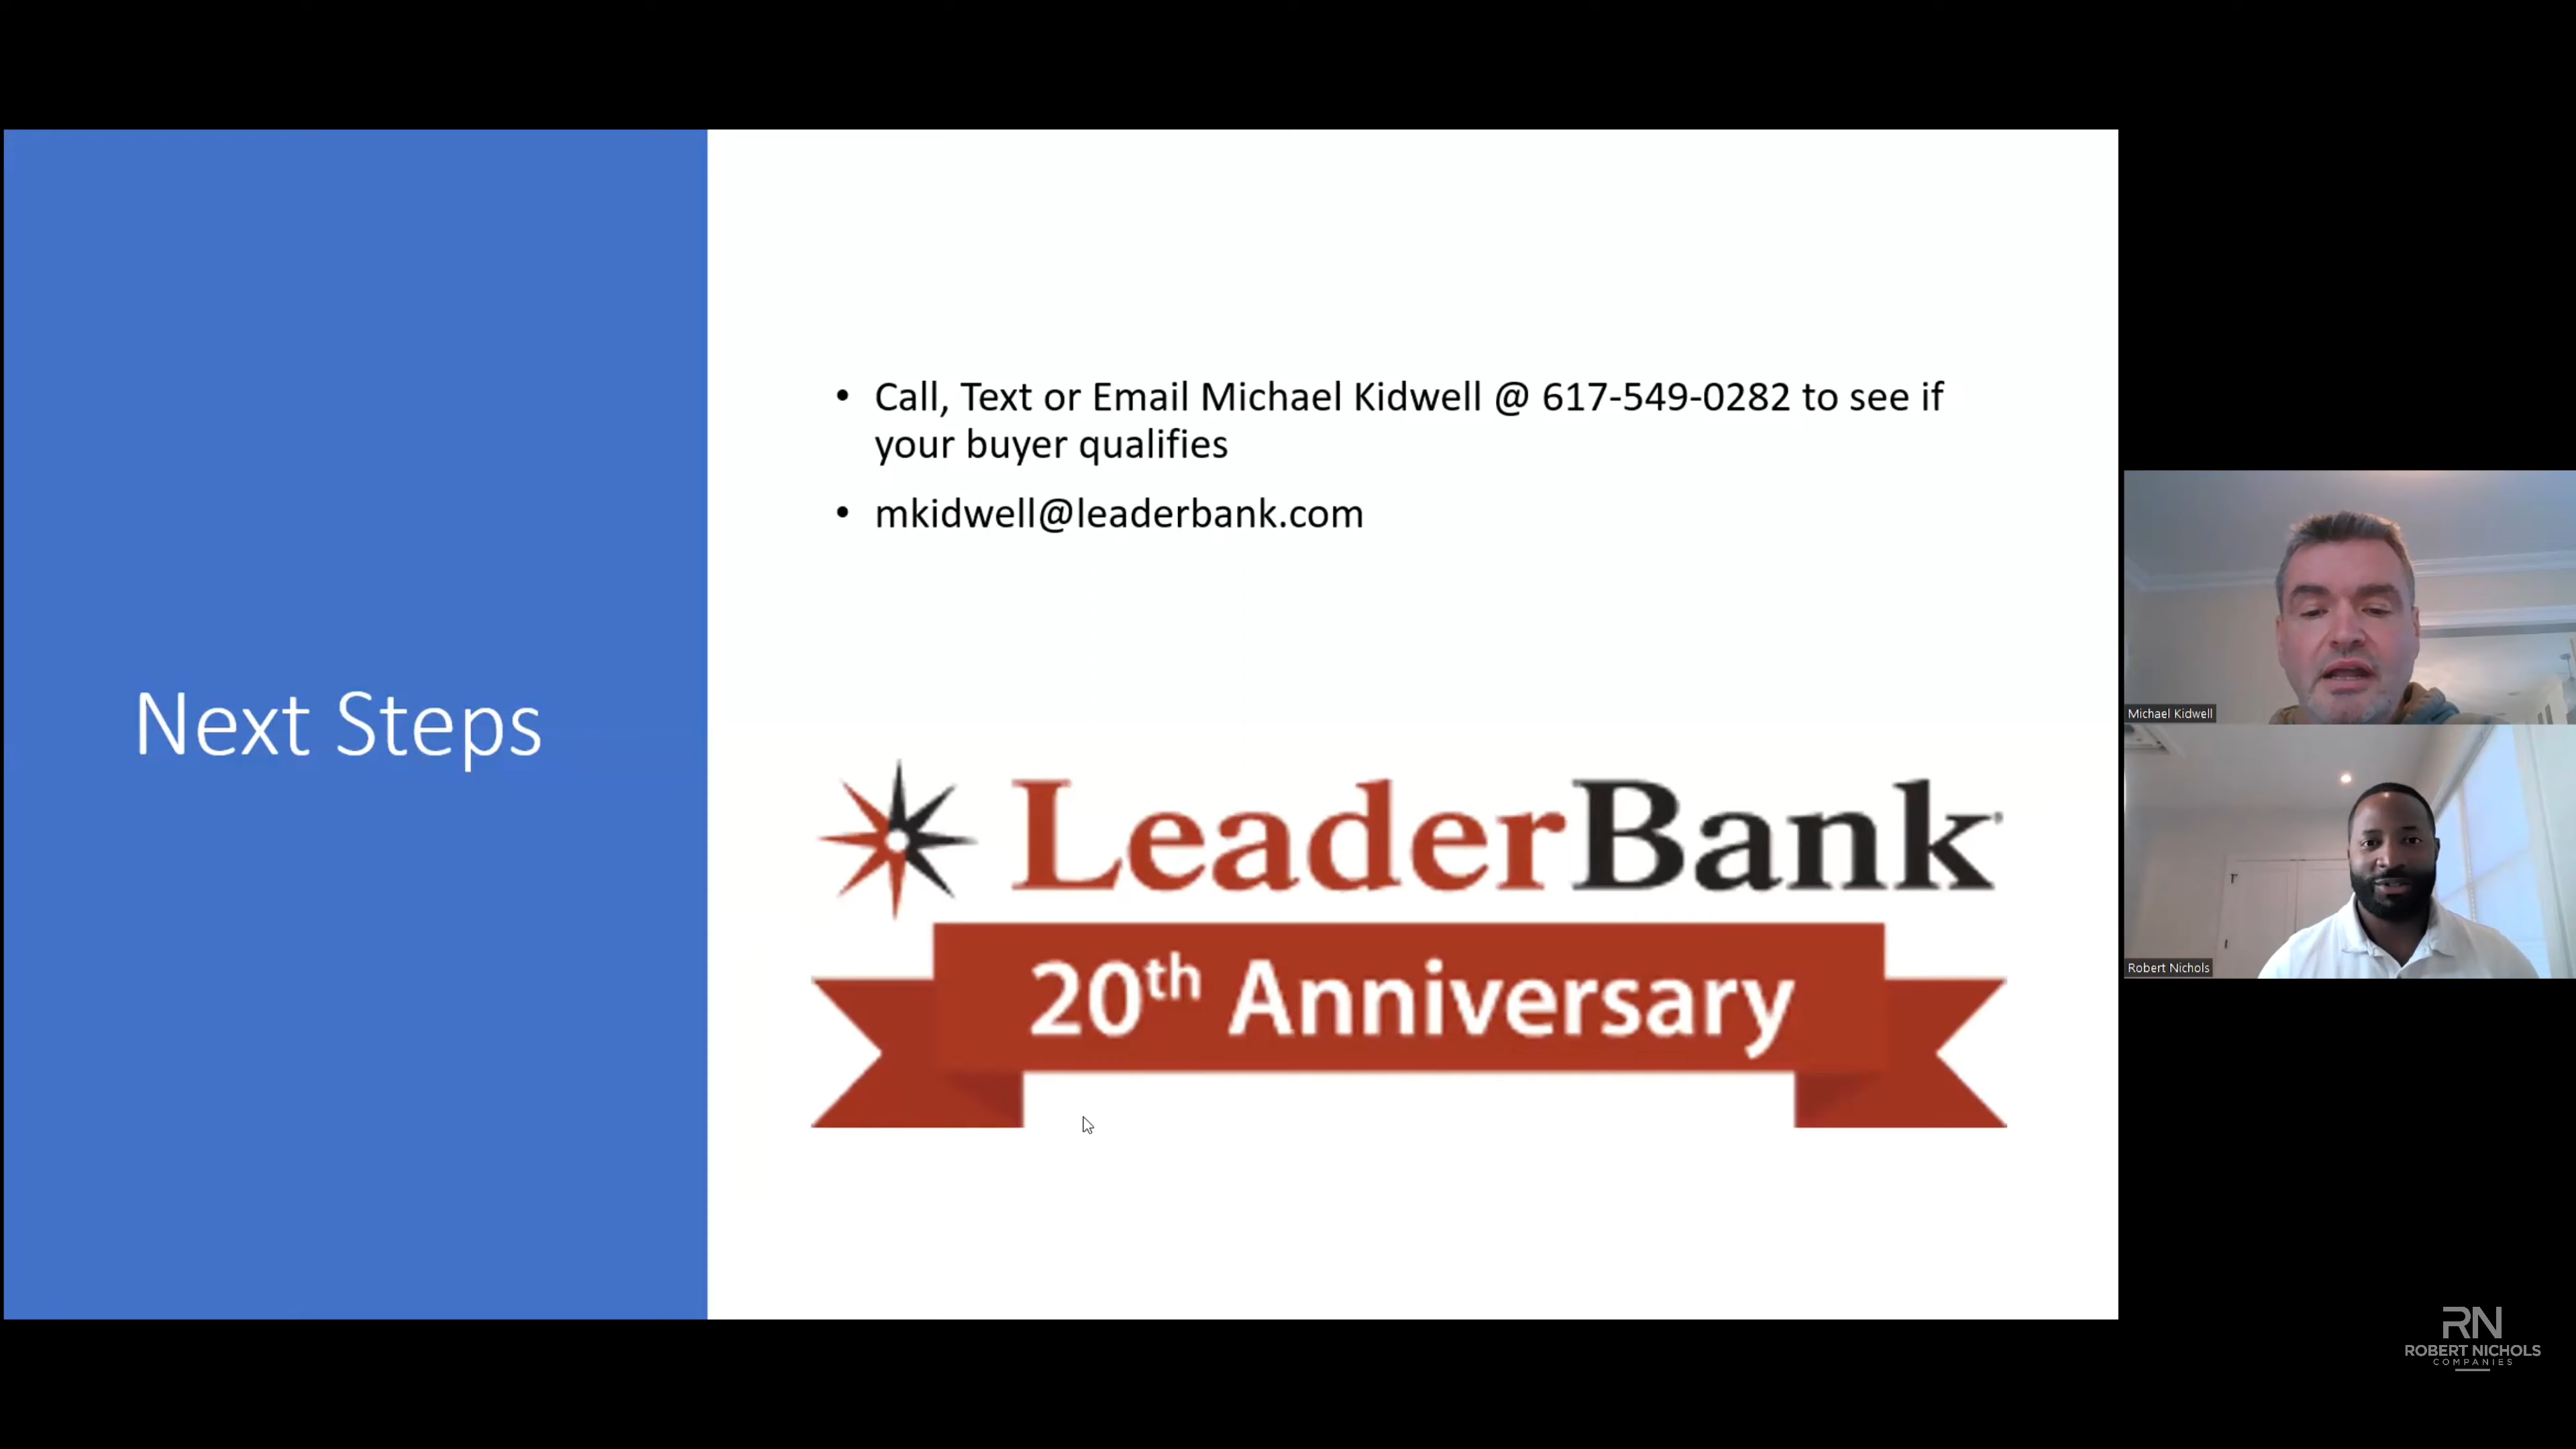 Next Steps
• Call, Text or Email Michael Kidwell @ 617-549-0282 to see if
your buyer qualifies
• mkidwell@leaderbank.com
LeaderBank
20th Anniversary
Michael Kidwell
Robert Nichols
RN
ROBERT NICHOLS
COMPANIES